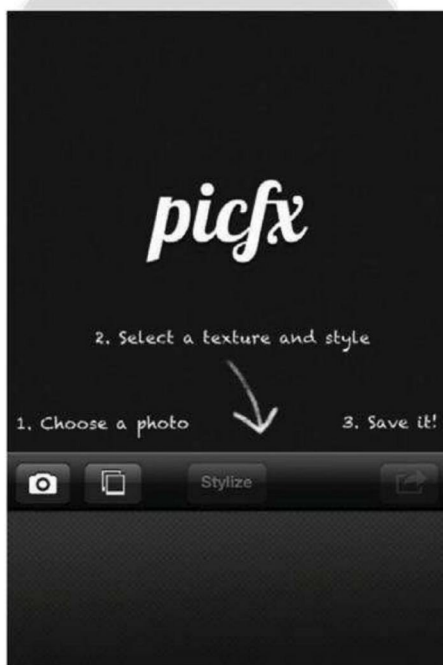 picfx
2. Select a texture and style
1. Choose a photo
3. Save it!
Stylize